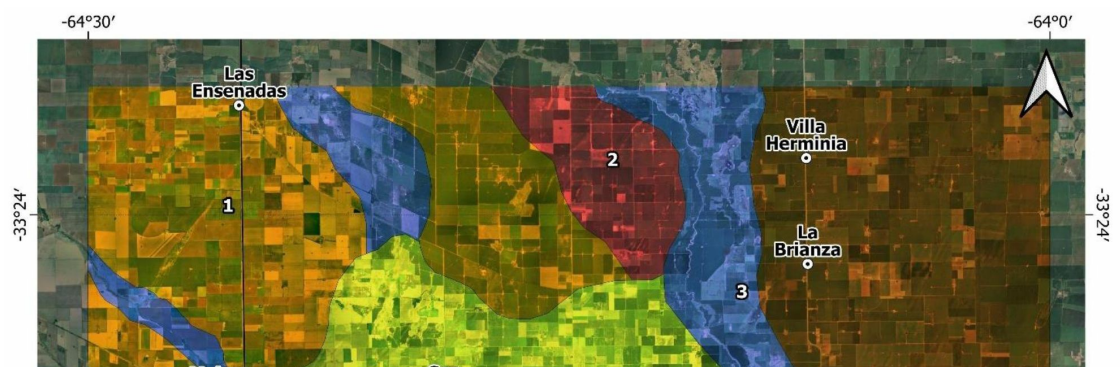 -64°30′
-64°0′
Las
Ensenadas
Villa
Herminia
2
-33°24′
1
-33°24′
La
Brianza
3